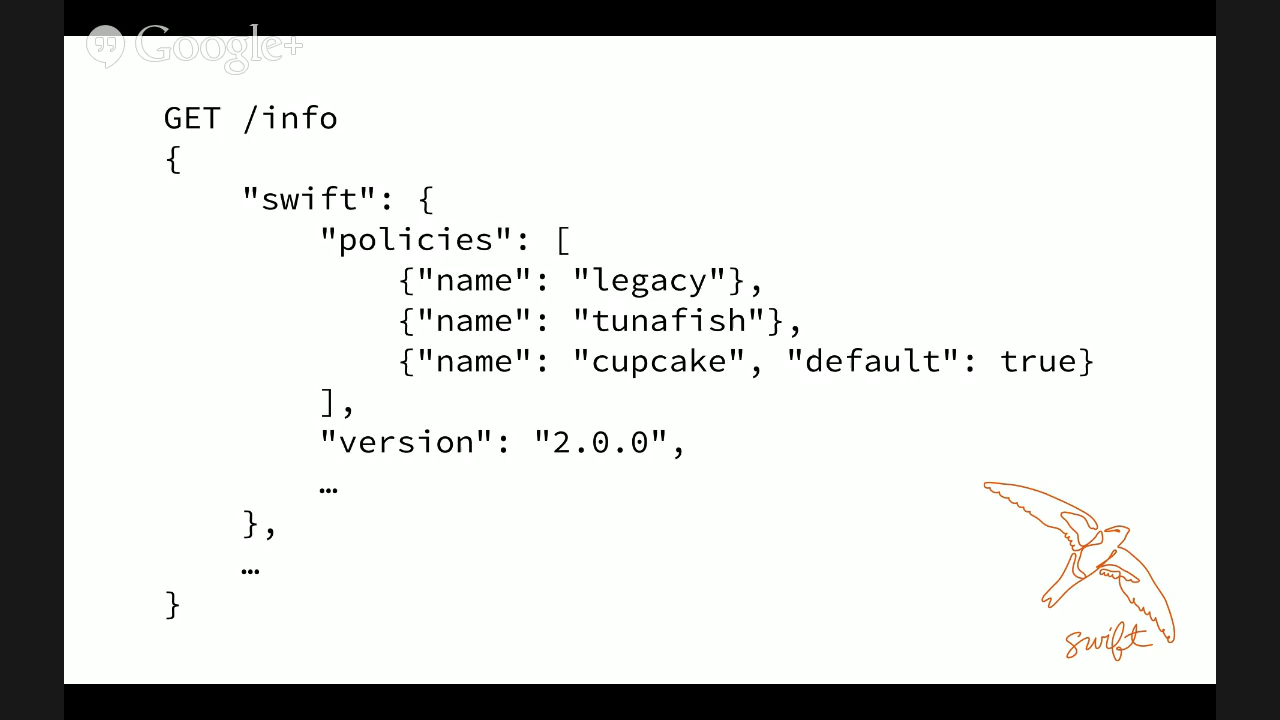 Google+
GET /info
{
    "swift": {
        "policies": [
            {"name": "legacy"},
            {"name": "tunafish"},
            {"name": "cupcake", "default": true}
        ],
        "version": "2.0.0",
        …
    },
    …
}
swift